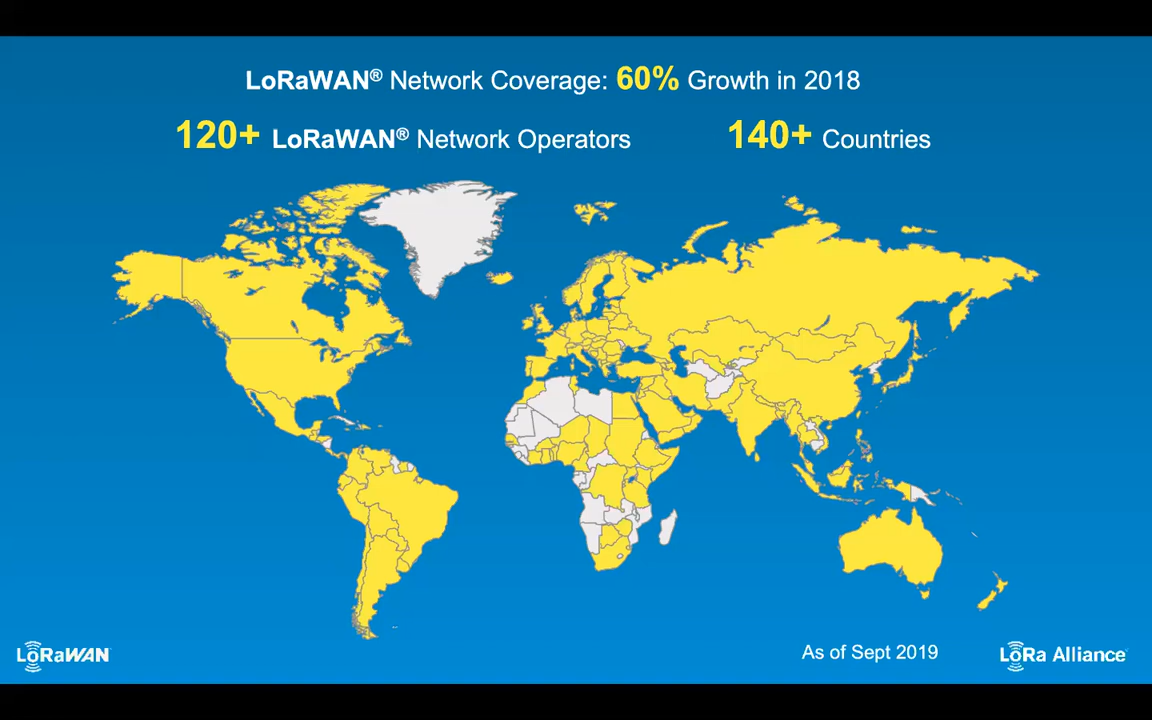 LoRaWAN® Network Coverage: 60% Growth in 2018
120+ LoRaWAN® Network Operators
140+ Countries
As of Sept 2019
LoRaWAN
LoRa Alliance